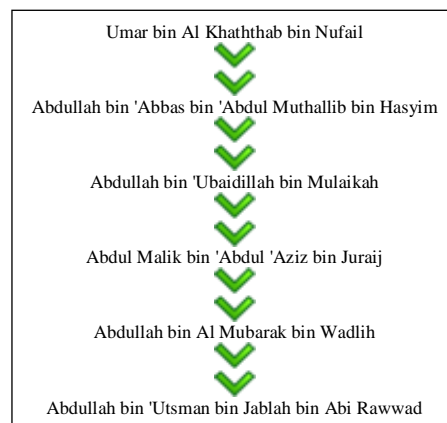 Umar bin Al Khaththab bin Nufail
Abdullah bin 'Abbas bin 'Abdul Muthallib bin Hasyim
Abdullah bin 'Ubaidillah bin Mulaikah
Abdul Malik bin 'Abdul 'Aziz bin Juraij
Abdullah bin Al Mubarak bin Wadlih
Abdullah bin 'Utsman bin Jablah bin Abi Rawwad